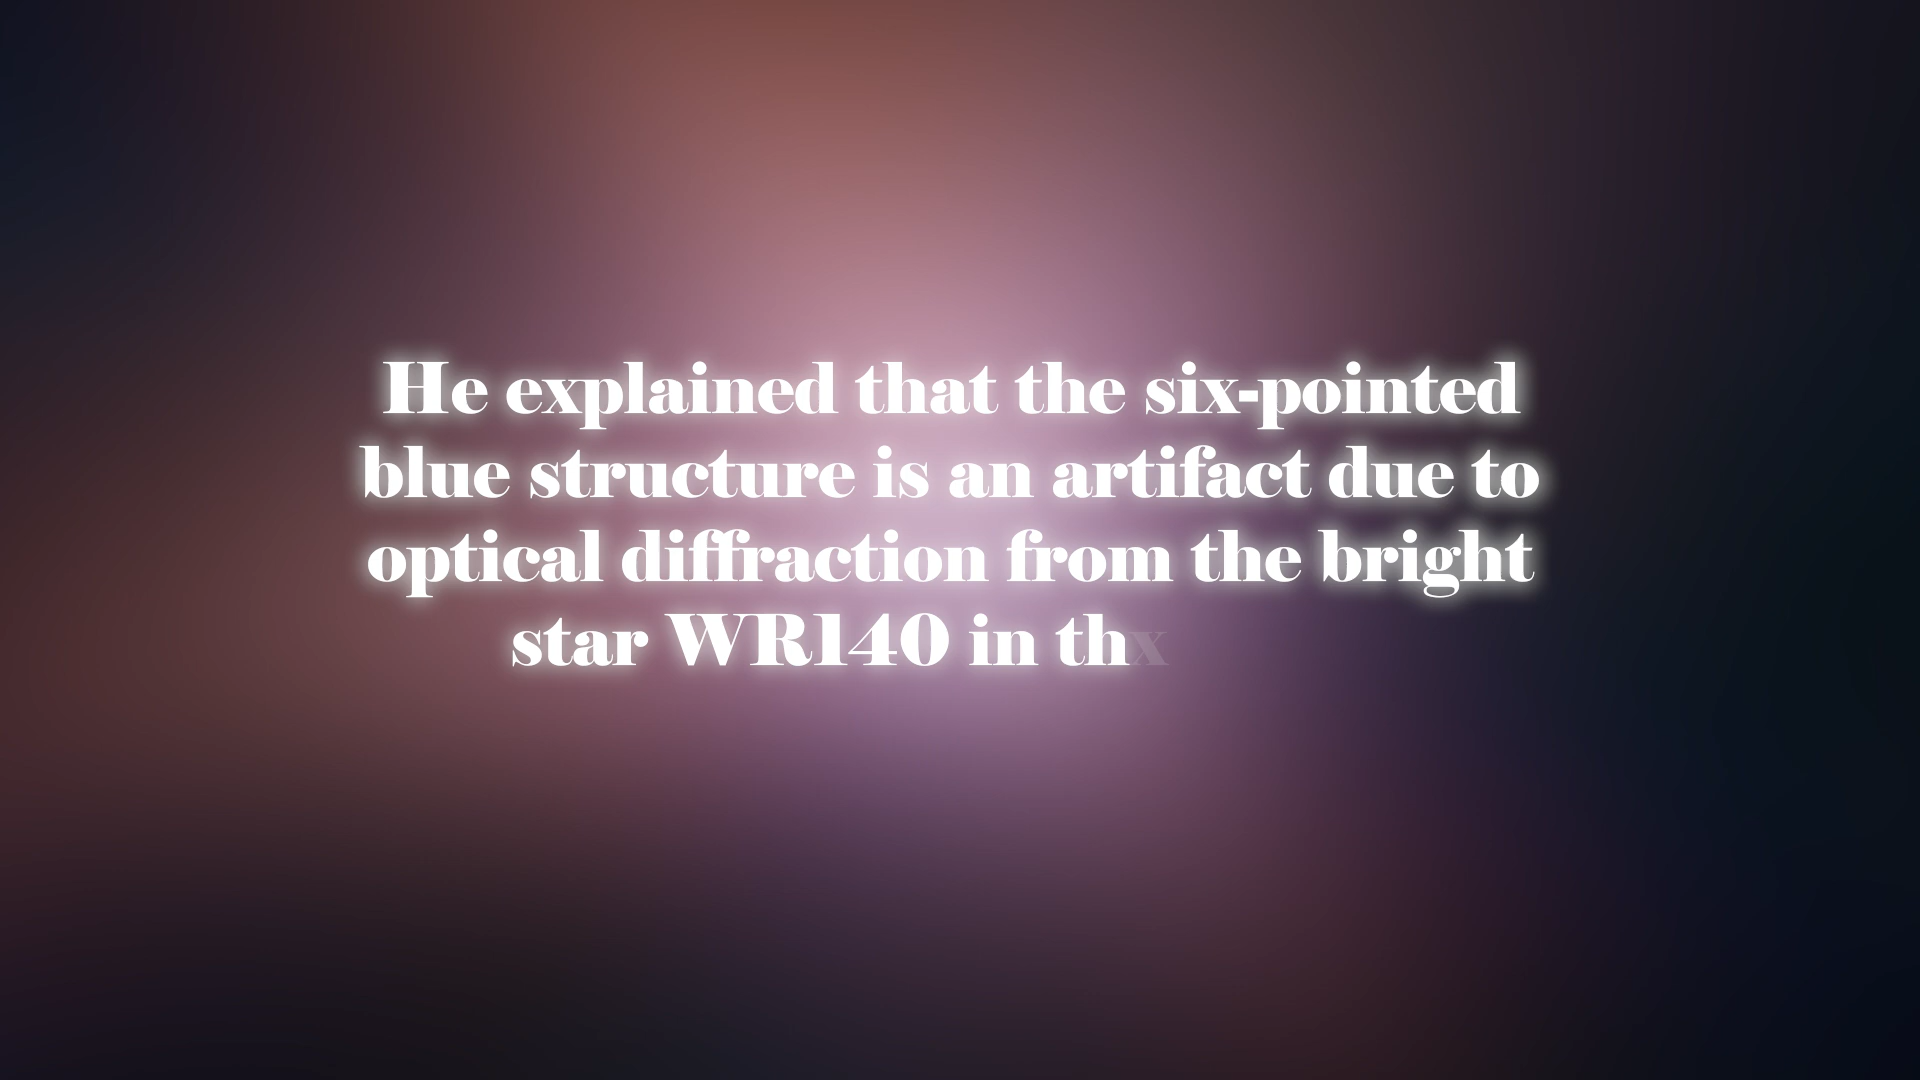 He explained that the six-pointed
blue structure is an artifact due to
optical diffraction from the bright
star WR140 in thx